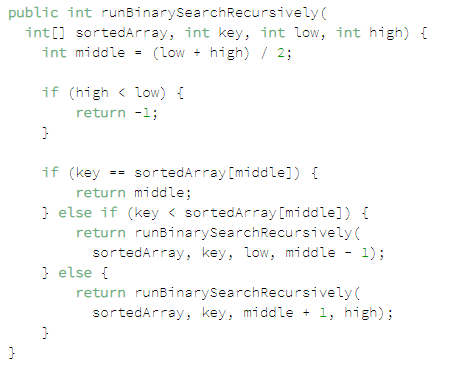 public int runBinarySearchRecursively(
  int[] sortedArray, int key, int low, int high) {
    int middle = (low + high) / 2;

    if (high < low) {
        return -1;
    }

    if (key == sortedArray[middle]) {
        return middle;
    } else if (key < sortedArray[middle]) {
        return runBinarySearchRecursively(
          sortedArray, key, low, middle - 1);
    } else {
        return runBinarySearchRecursively(
          sortedArray, key, middle + 1, high);
    }
}